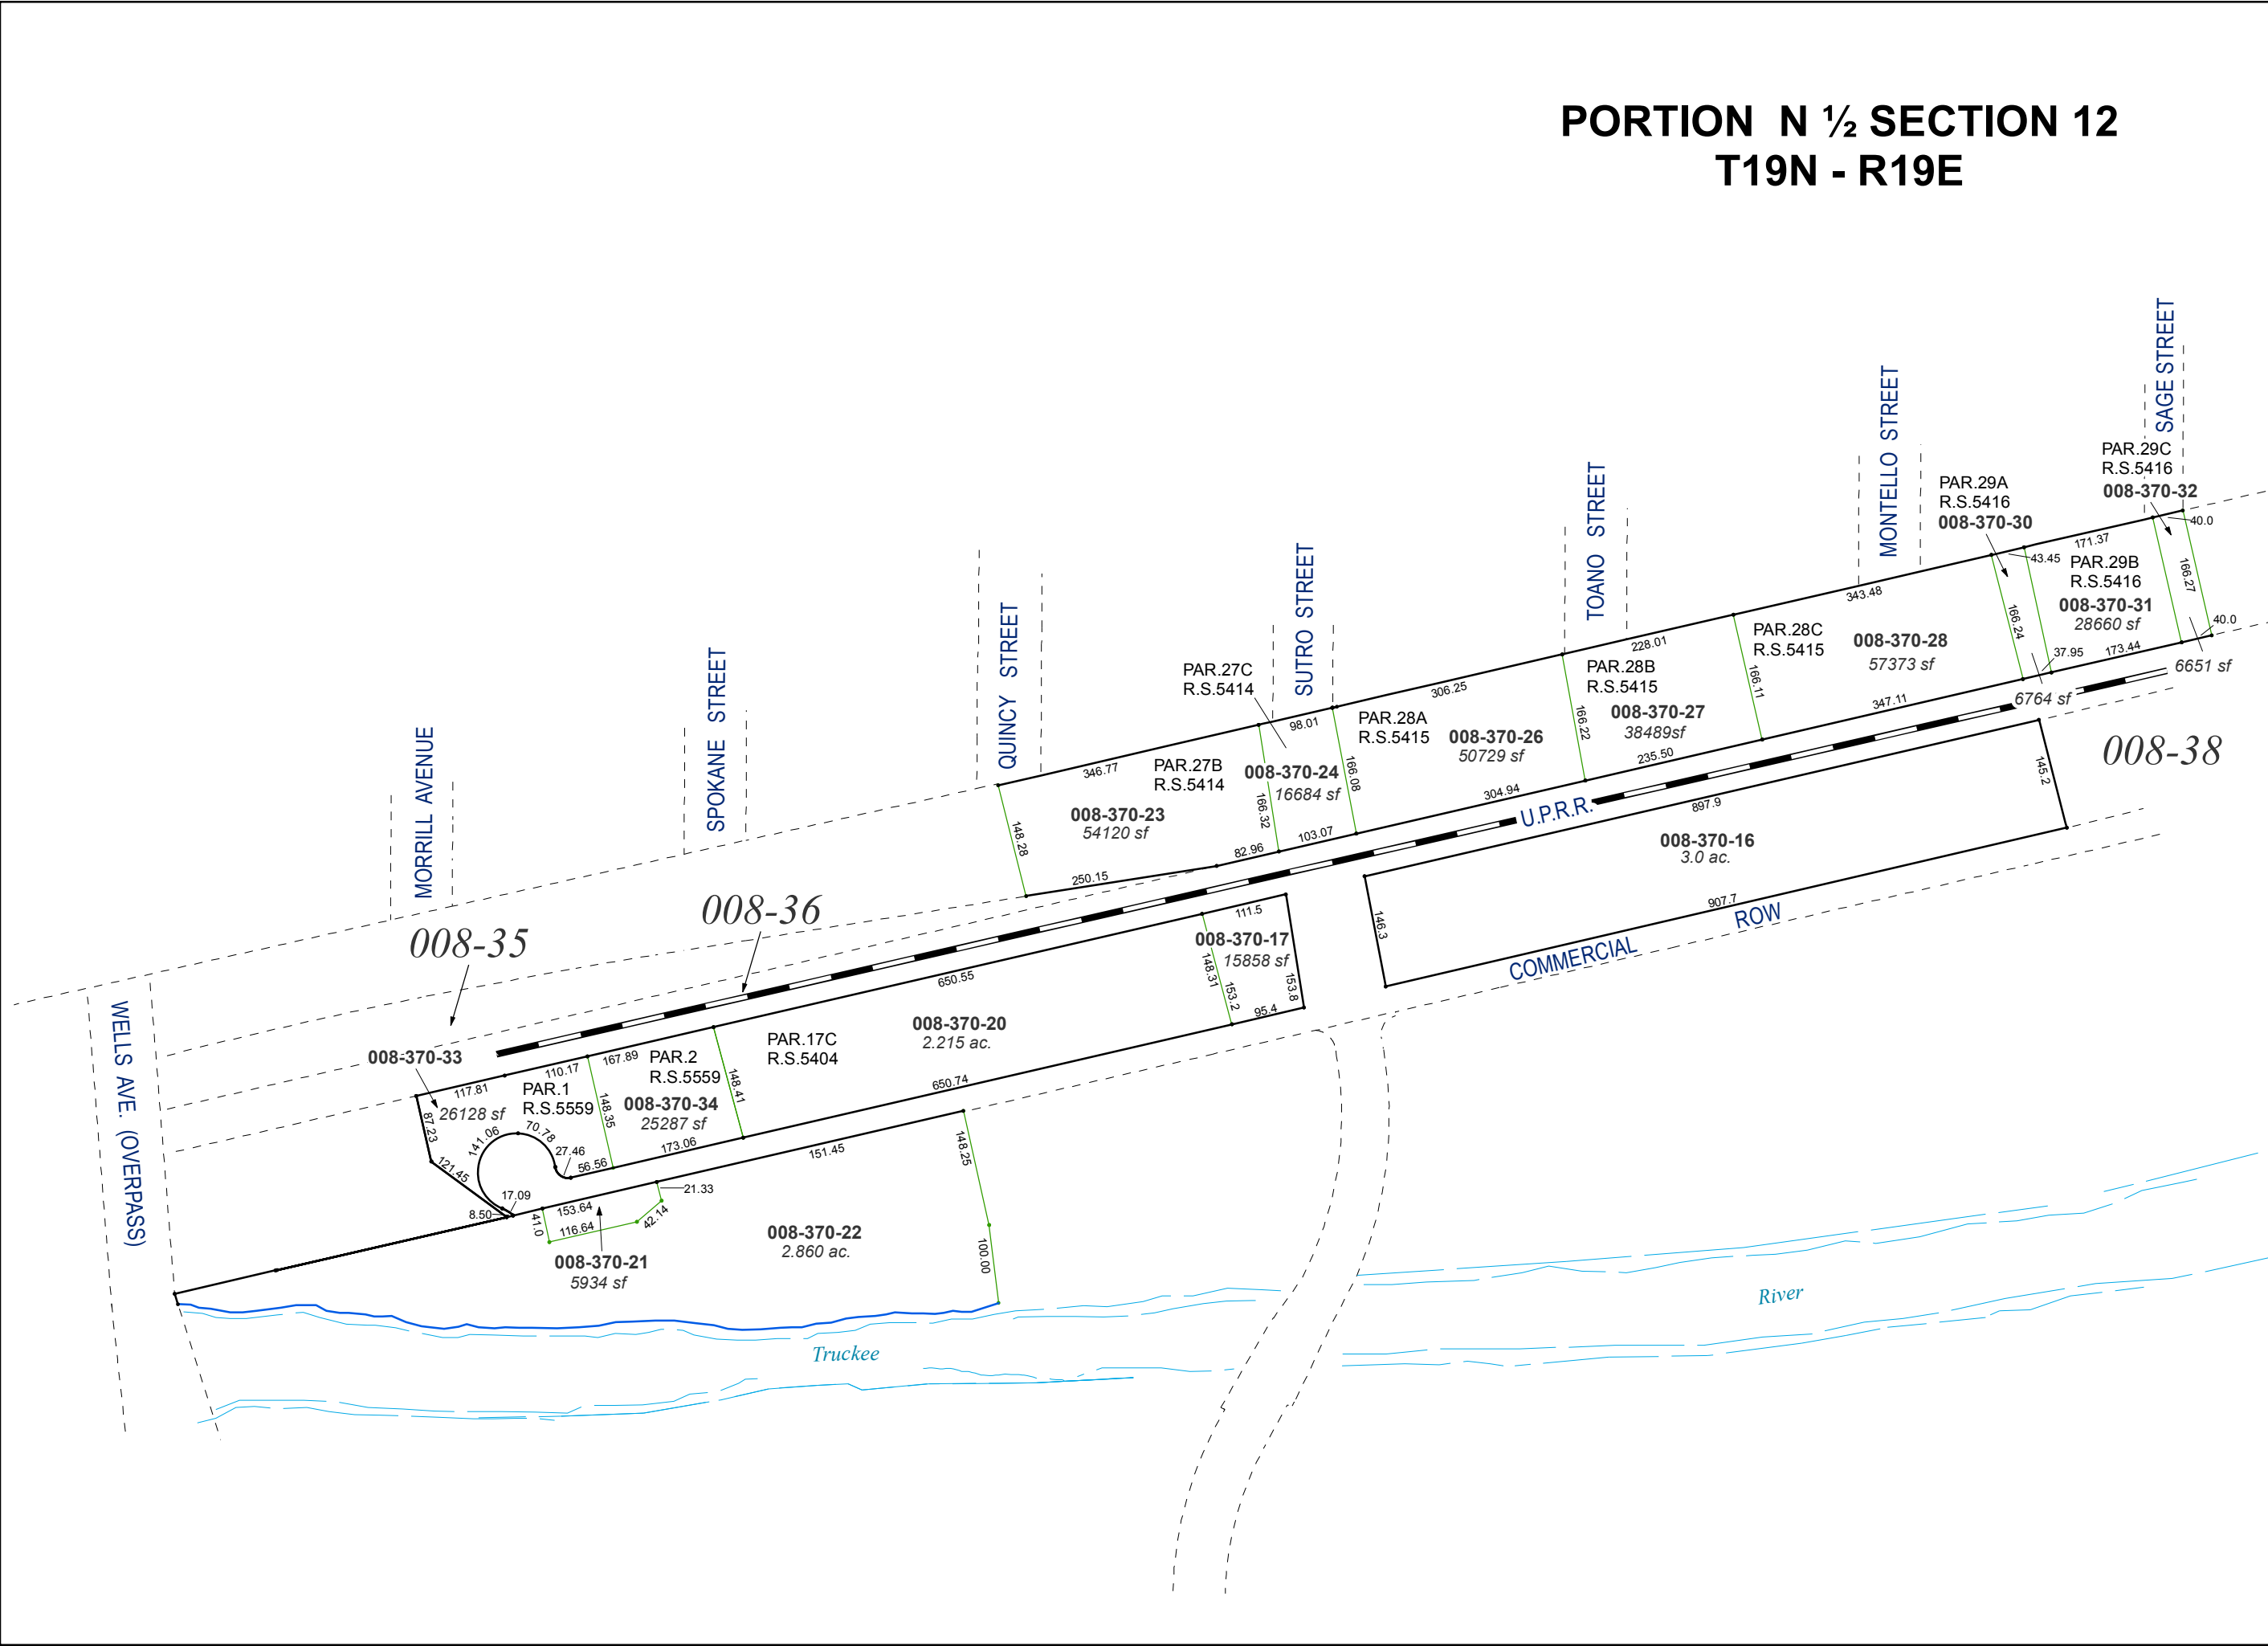 PORTION N ½ SECTION 12
T19N - R19E
SAGE STREET
MONTELLO STREET
TOANO STREET
SUTRO STREET
QUINCY STREET
SPOKANE STREET
MORRILL AVENUE
WELLS AVE. (OVERPASS)
PAR.29C
R.S.5416
008-370-32
40.0
166.27
40.0
6651 sf
PAR.29A
R.S.5416
008-370-30
43.45
166.24
37.95
6764 sf
171.37
PAR.29B
R.S.5416
008-370-31
28660 sf
173.44
343.48
PAR.28C
R.S.5415
008-370-28
57373 sf
347.11
166.11
228.01
PAR.28B
R.S.5415
008-370-27
38489sf
235.50
166.22
306.25
PAR.28A
R.S.5415
008-370-26
50729 sf
304.94
166.08
PAR.27C
R.S.5414
98.01
008-370-24
16684 sf
103.07
166.32
346.77
PAR.27B
R.S.5414
008-370-23
54120 sf
148.28
250.15
82.96
U.P.R.R.
008-38
897.9
145.2
008-370-16
3.0 ac.
146.3
907.7
COMMERCIAL ROW
008-36
008-35
111.5
008-370-17
15858 sf
148.31
153.2
153.8
95.4
650.55
PAR.17C
R.S.5404
008-370-20
2.215 ac.
148.41
650.74
167.89
PAR.2
R.S.5559
008-370-34
25287 sf
148.35
173.06
008-370-33
117.81
110.17
PAR.1
R.S.5559
26128 sf
87.23
141.06
70.78
27.46
56.56
121.45
17.09
8.50
153.64
151.45
21.33
41.0
116.64
42.14
008-370-21
5934 sf
008-370-22
2.860 ac.
148.25
100.00
Truckee
River